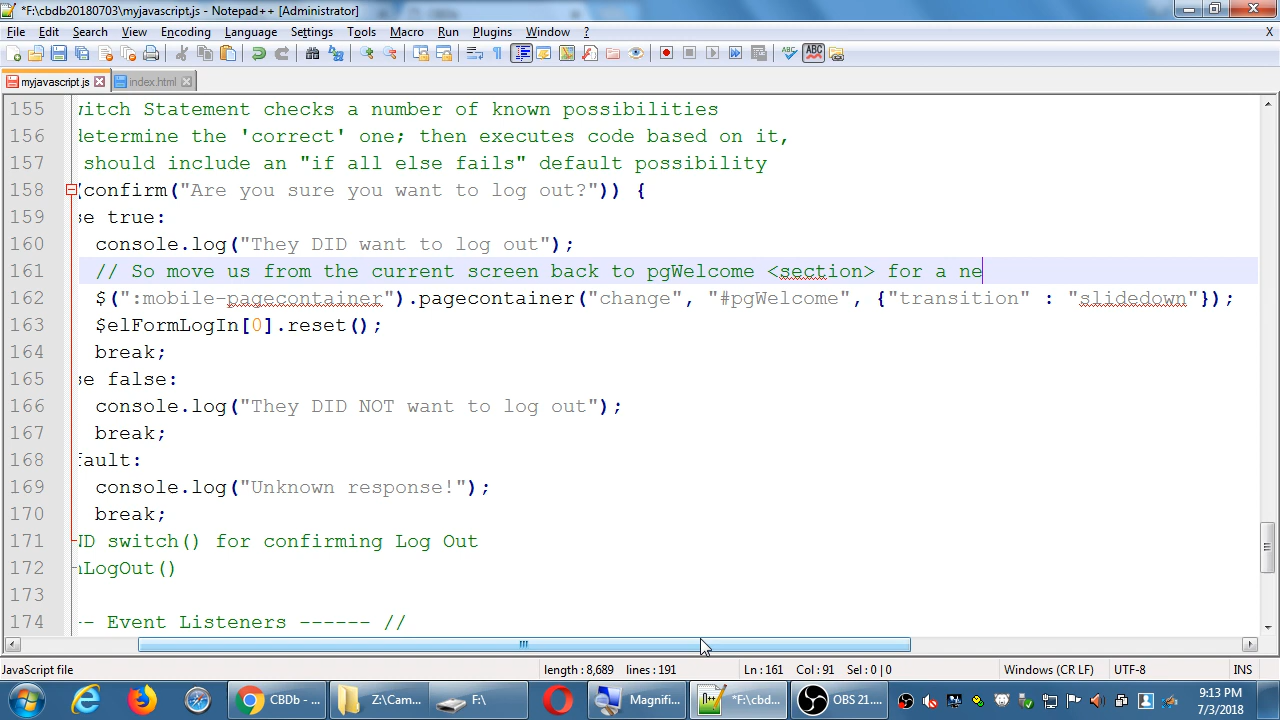 *F:\cbdb20180703\myjavascript.js - Notepad++ [Administrator]
File Edit Search View Encoding Language Settings Tools Macro Run Plugins Window ? X
myjavascript.js index.html
155 witch Statement checks a number of known possibilities
156 determine the 'correct' one; then executes code based on it,
157 should include an "if all else fails" default possibility
158 (confirm("Are you sure you want to log out?")) {
159 se true:
160 console.log("They DID want to log out");
161 // So move us from the current screen back to pgWelcome <section> for a ne
162 $(":mobile-pagecontainer").pagecontainer("change", "#pgWelcome", {"transition" : "slidedown"});
163 $elFormLogIn[0].reset();
164 break;
165 se false:
166 console.log("They DID NOT want to log out");
167 break;
168 fault:
169 console.log("Unknown response!");
170 break;
171 ND switch() for confirming Log Out
172 nLogOut()
173
174 -- Event Listeners ------ //
JavaScript file length : 8,689 lines : 191 Ln : 161 Col : 91 Sel : 0 | 0 Windows (CR LF) UTF-8 INS
CBDb - ... Z:\Cam... F:\ Magnifi... *F:\cbd... OBS 21.... 9:13 PM
7/3/2018